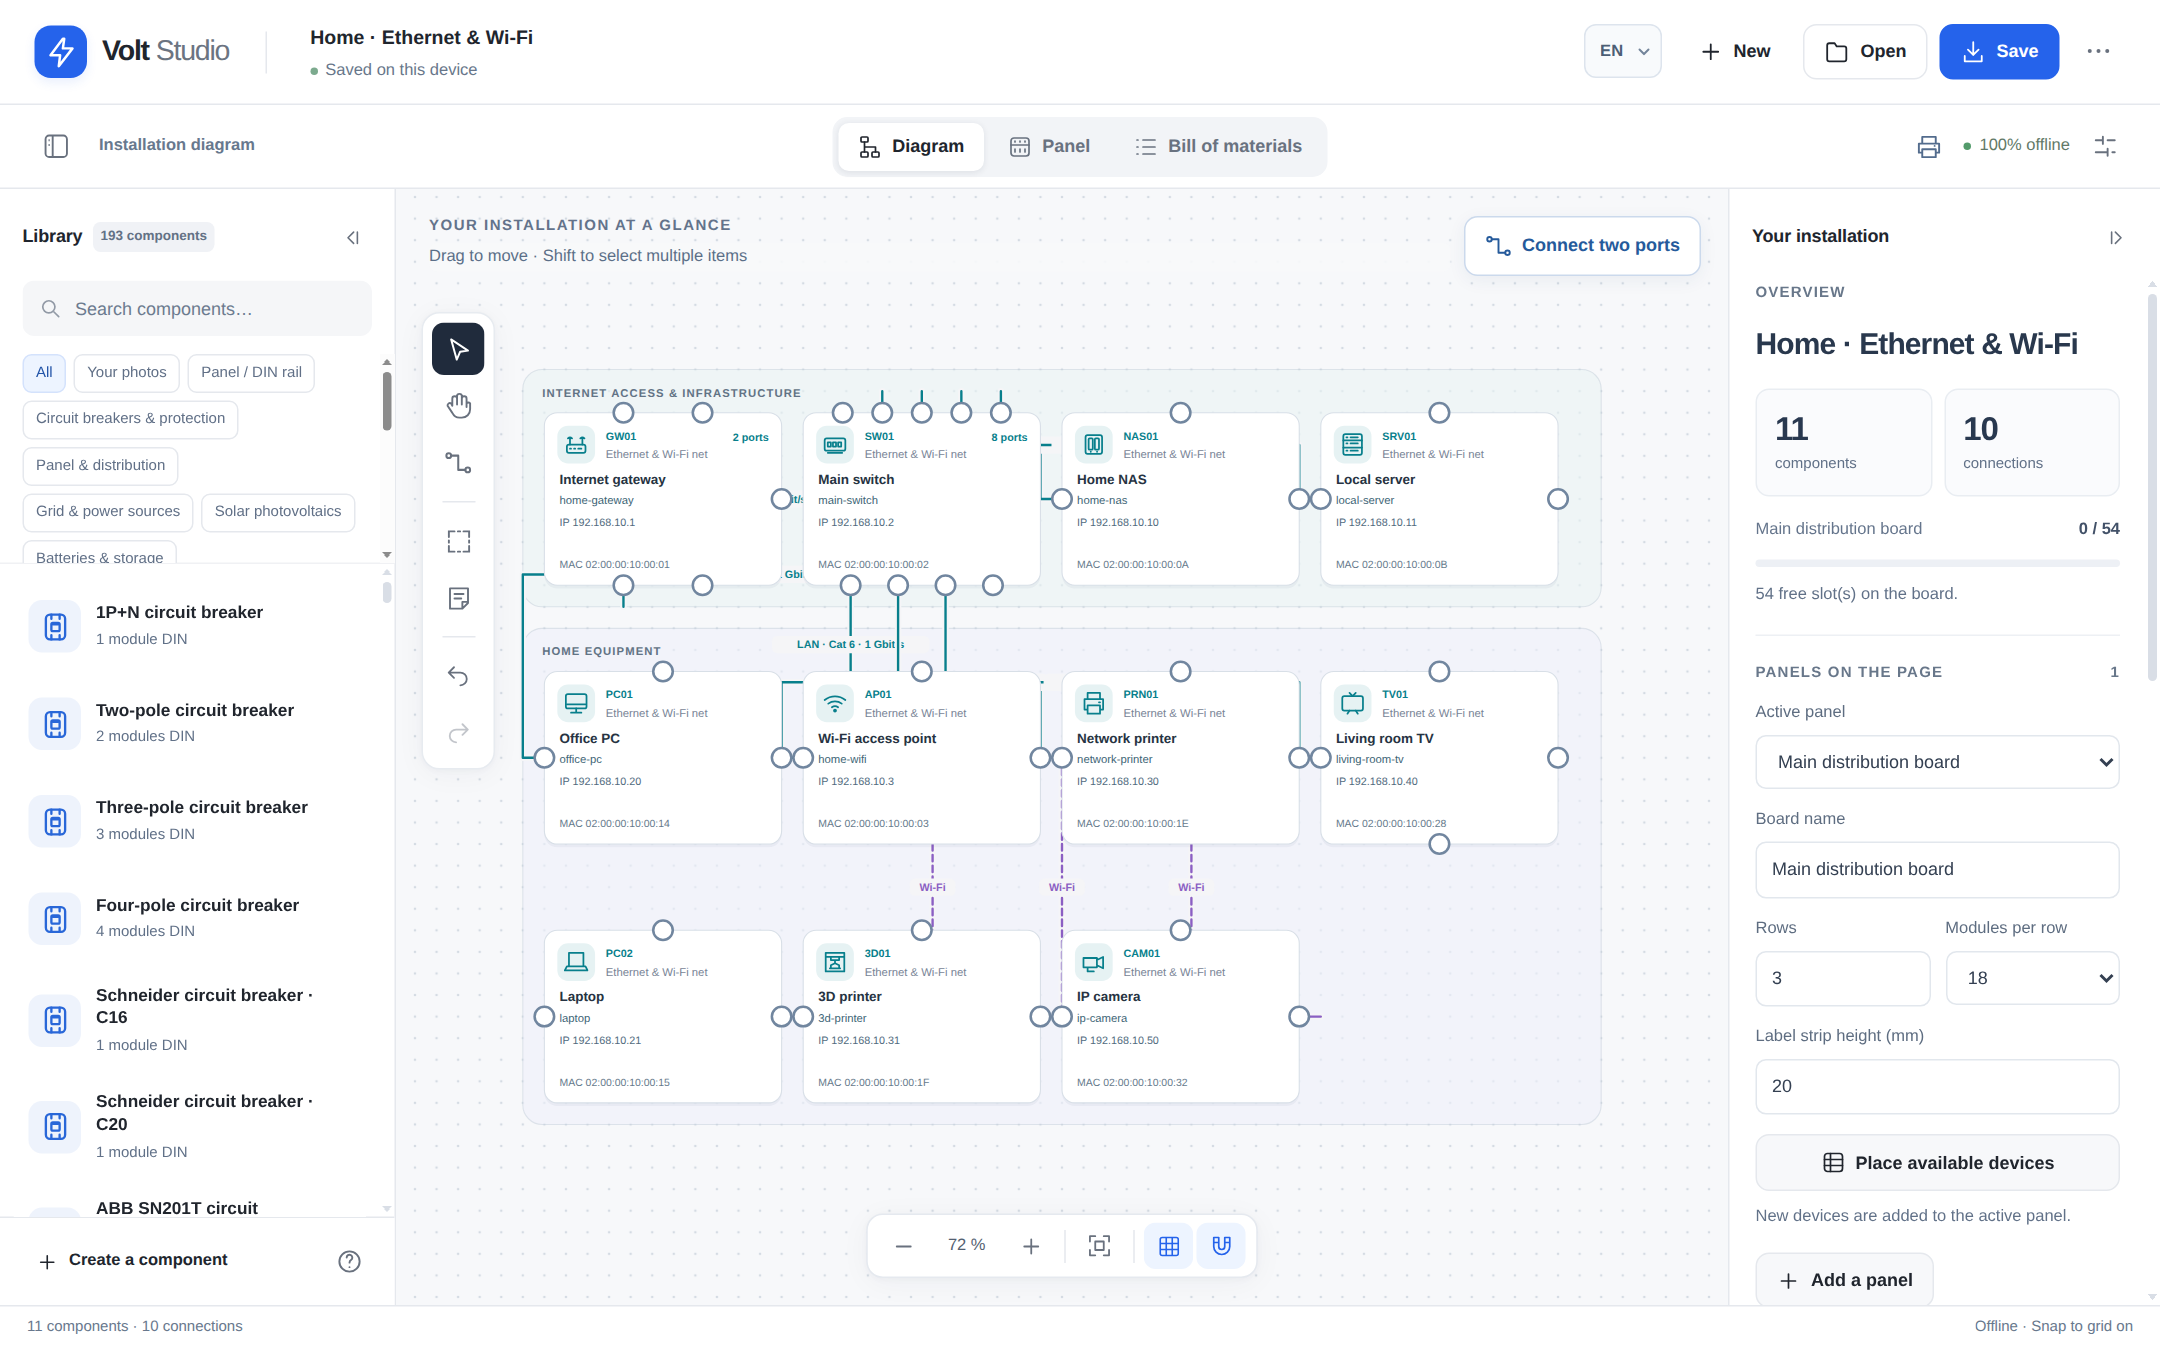 Volt Studio
Home · Ethernet & Wi-Fi
Saved on this device
EN
New
Open
Save
Installation diagram
Diagram
Panel
Bill of materials
100% offline
Library
193 components
Search components…
All
Your photos
Panel / DIN rail
Circuit breakers & protection
Panel & distribution
Grid & power sources
Solar photovoltaics
Batteries & storage
1P+N circuit breaker
1 module DIN
Two-pole circuit breaker
2 modules DIN
Three-pole circuit breaker
3 modules DIN
Four-pole circuit breaker
4 modules DIN
Schneider circuit breaker ·
C16
1 module DIN
Schneider circuit breaker ·
C20
1 module DIN
ABB SN201T circuit
Create a component
YOUR INSTALLATION AT A GLANCE
Drag to move · Shift to select multiple items
Connect two ports
INTERNET ACCESS & INFRASTRUCTURE
GW01
Ethernet & Wi-Fi net
2 ports
Internet gateway
home-gateway
IP 192.168.10.1
MAC 02:00:00:10:00:01
SW01
Ethernet & Wi-Fi net
8 ports
Main switch
main-switch
IP 192.168.10.2
MAC 02:00:00:10:00:02
NAS01
Ethernet & Wi-Fi net
Home NAS
home-nas
IP 192.168.10.10
MAC 02:00:00:10:00:0A
SRV01
Ethernet & Wi-Fi net
Local server
local-server
IP 192.168.10.11
MAC 02:00:00:10:00:0B
LAN · Cat 6 · 1 Gbit
HOME EQUIPMENT
PC01
Ethernet & Wi-Fi net
Office PC
office-pc
IP 192.168.10.20
MAC 02:00:00:10:00:14
AP01
Ethernet & Wi-Fi net
Wi-Fi access point
home-wifi
IP 192.168.10.3
MAC 02:00:00:10:00:03
PRN01
Ethernet & Wi-Fi net
Network printer
network-printer
IP 192.168.10.30
MAC 02:00:00:10:00:1E
TV01
Ethernet & Wi-Fi net
Living room TV
living-room-tv
IP 192.168.10.40
MAC 02:00:00:10:00:28
Wi-Fi
Wi-Fi
Wi-Fi
PC02
Ethernet & Wi-Fi net
Laptop
laptop
IP 192.168.10.21
MAC 02:00:00:10:00:15
3D01
Ethernet & Wi-Fi net
3D printer
3d-printer
IP 192.168.10.31
MAC 02:00:00:10:00:1F
CAM01
Ethernet & Wi-Fi net
IP camera
ip-camera
IP 192.168.10.50
MAC 02:00:00:10:00:32
72 %
Your installation
OVERVIEW
Home · Ethernet & Wi-Fi
11
components
10
connections
Main distribution board
0 / 54
54 free slot(s) on the board.
PANELS ON THE PAGE
1
Active panel
Main distribution board
Board name
Main distribution board
Rows
Modules per row
3
18
Label strip height (mm)
20
Place available devices
New devices are added to the active panel.
Add a panel
11 components · 10 connections
Offline · Snap to grid on